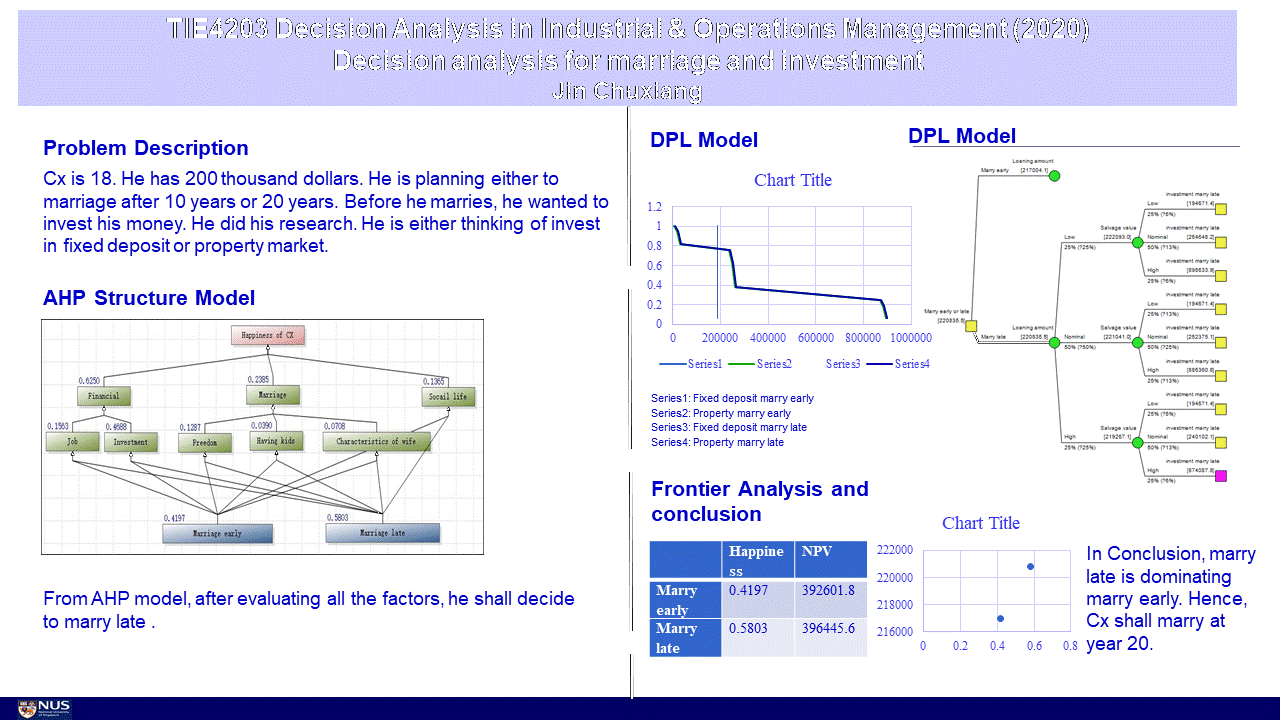 TIE4203 Decision Analysis in Industrial & Operations Management (2020)
Decision analysis for marriage and investment
Jin Chuxiang
Problem Description
Cx is 18. He has 200 thousand dollars. He is planning either to
marriage after 10 years or 20 years. Before he marries, he wanted to
invest his money. He did his research. He is either thinking of invest
in fixed deposit or property market.
AHP Structure Model
Happiness of CX
0.6250
0.2385
0.1365
Financial
Marriage
Socail life
0.1563
0.4688
0.1287
0.0390
0.0708
Job
Investment
Freedom
Having kids
Characteristics of wife
0.4197
0.5803
Marriage early
Marriage late
From AHP model, after evaluating all the factors, he shall decide
to marry late .
DPL Model
Chart Title
1.2
1
0.8
0.6
0.4
0.2
0
0 200000 400000 600000 800000 1000000
Series1 Series2 Series3 Series4
Series1: Fixed deposit marry early
Series2: Property marry early
Series3: Fixed deposit marry late
Series4: Property marry late
DPL Model
Loaning amount
Marry early [217004.1]
Marry early or late
[220835.5]
Loaning amount
Marry late [220835.5]
Salvage value
Low [222093.0]
25% (?25%)
investment marry late
Low [194671.4]
25% (?6%)
investment marry late
Nominal [264648.2]
50% (?13%)
investment marry late
High [898633.9]
25% (?6%)
Salvage value
Nominal [221041.0]
50% (?50%)
investment marry late
Low [194671.4]
25% (?13%)
investment marry late
Nominal [252375.1]
50% (?25%)
investment marry late
High [886360.8]
25% (?13%)
Salvage value
High [219267.1]
25% (?25%)
investment marry late
Low [194671.4]
25% (?6%)
investment marry late
Nominal [240102.1]
50% (?13%)
investment marry late
High [874087.8]
25% (?6%)
Frontier Analysis and
conclusion
Happine
ss
NPV
Marry
early
0.4197
392601.8
Marry
late
0.5803
396445.6
Chart Title
222000
220000
218000
216000
0 0.2 0.4 0.6 0.8
In Conclusion, marry
late is dominating
marry early. Hence,
Cx shall marry at
year 20.
NUS